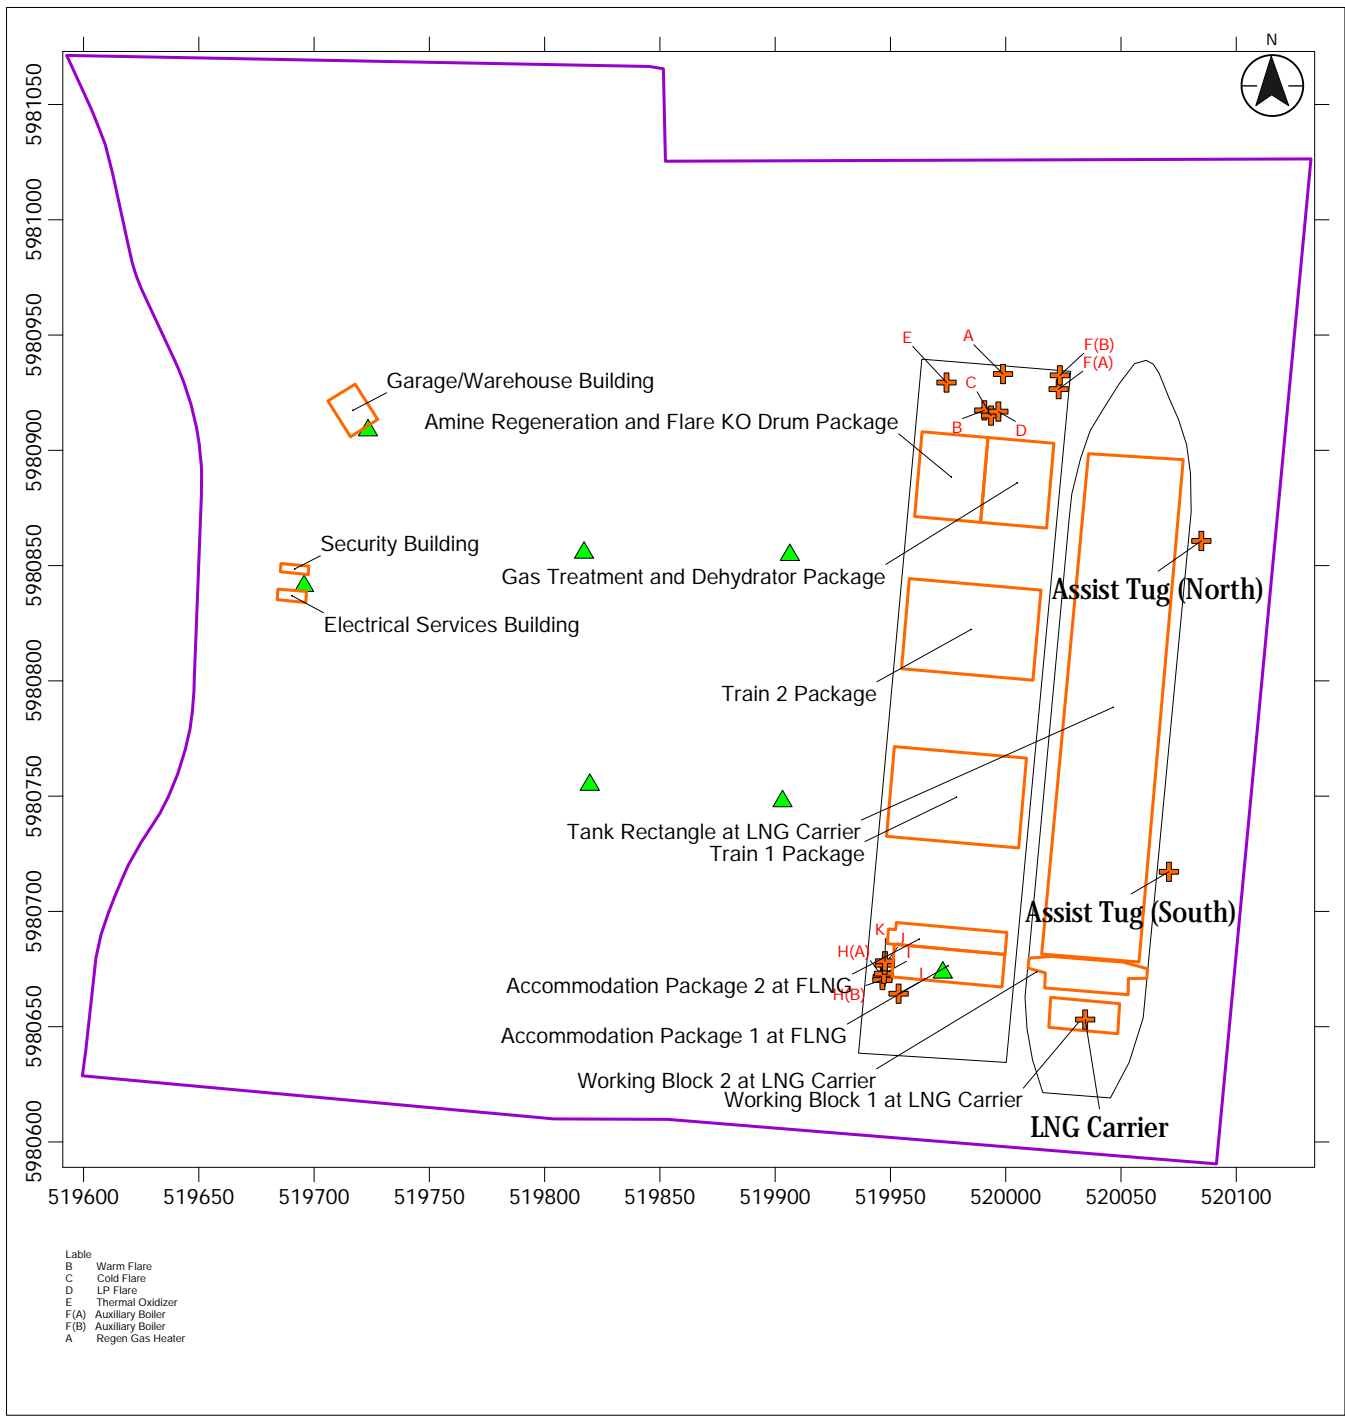 N
5981050
5981000
5980950
5980900
5980850
5980800
5980750
5980700
5980650
5980600
E
A
F(B)
F(A)
C
B
D
Garage/Warehouse Building
Amine Regeneration and Flare KO Drum Package
Security Building
Gas Treatment and Dehydrator Package
Assist Tug (North)
Electrical Services Building
Train 2 Package
Tank Rectangle at LNG Carrier
Train 1 Package
Assist Tug (South)
K
J
H(A)
I
L
H(B)
Accommodation Package 2 at FLNG
Accommodation Package 1 at FLNG
Working Block 2 at LNG Carrier
Working Block 1 at LNG Carrier
LNG Carrier
519600 519650 519700 519750 519800 519850 519900 519950 520000 520050 520100
Lable
B Warm Flare
C Cold Flare
D LP Flare
E Thermal Oxidizer
F(A) Auxiliary Boiler
F(B) Auxiliary Boiler
A Regen Gas Heater